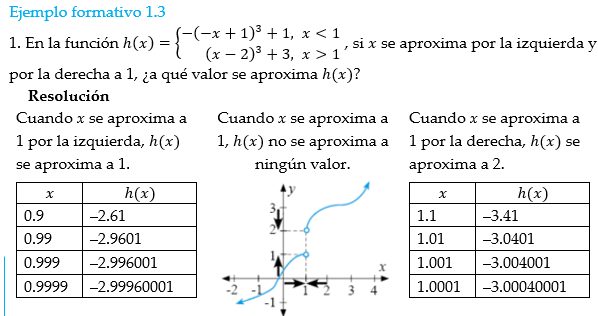 Ejemplo formativo 1.3
1. En la función h(x) = {−(−x + 1)³ + 1, x < 1
(x − 2)³ + 3, x > 1 , si x se aproxima por la izquierda y
por la derecha a 1, ¿a qué valor se aproxima h(x)?
Resolución
Cuando x se aproxima a
1 por la izquierda, h(x)
se aproxima a 1.
x h(x)
0.9 –2.61
0.99 –2.9601
0.999 –2.996001
0.9999 –2.99960001
Cuando x se aproxima a
1, h(x) no se aproxima a
ningún valor.
y
3
2
1
x
-2 -1 1 2 3 4
-1
Cuando x se aproxima a
1 por la derecha, h(x) se
aproxima a 2.
x h(x)
1.1 –3.41
1.01 –3.0401
1.001 –3.004001
1.0001 –3.00040001